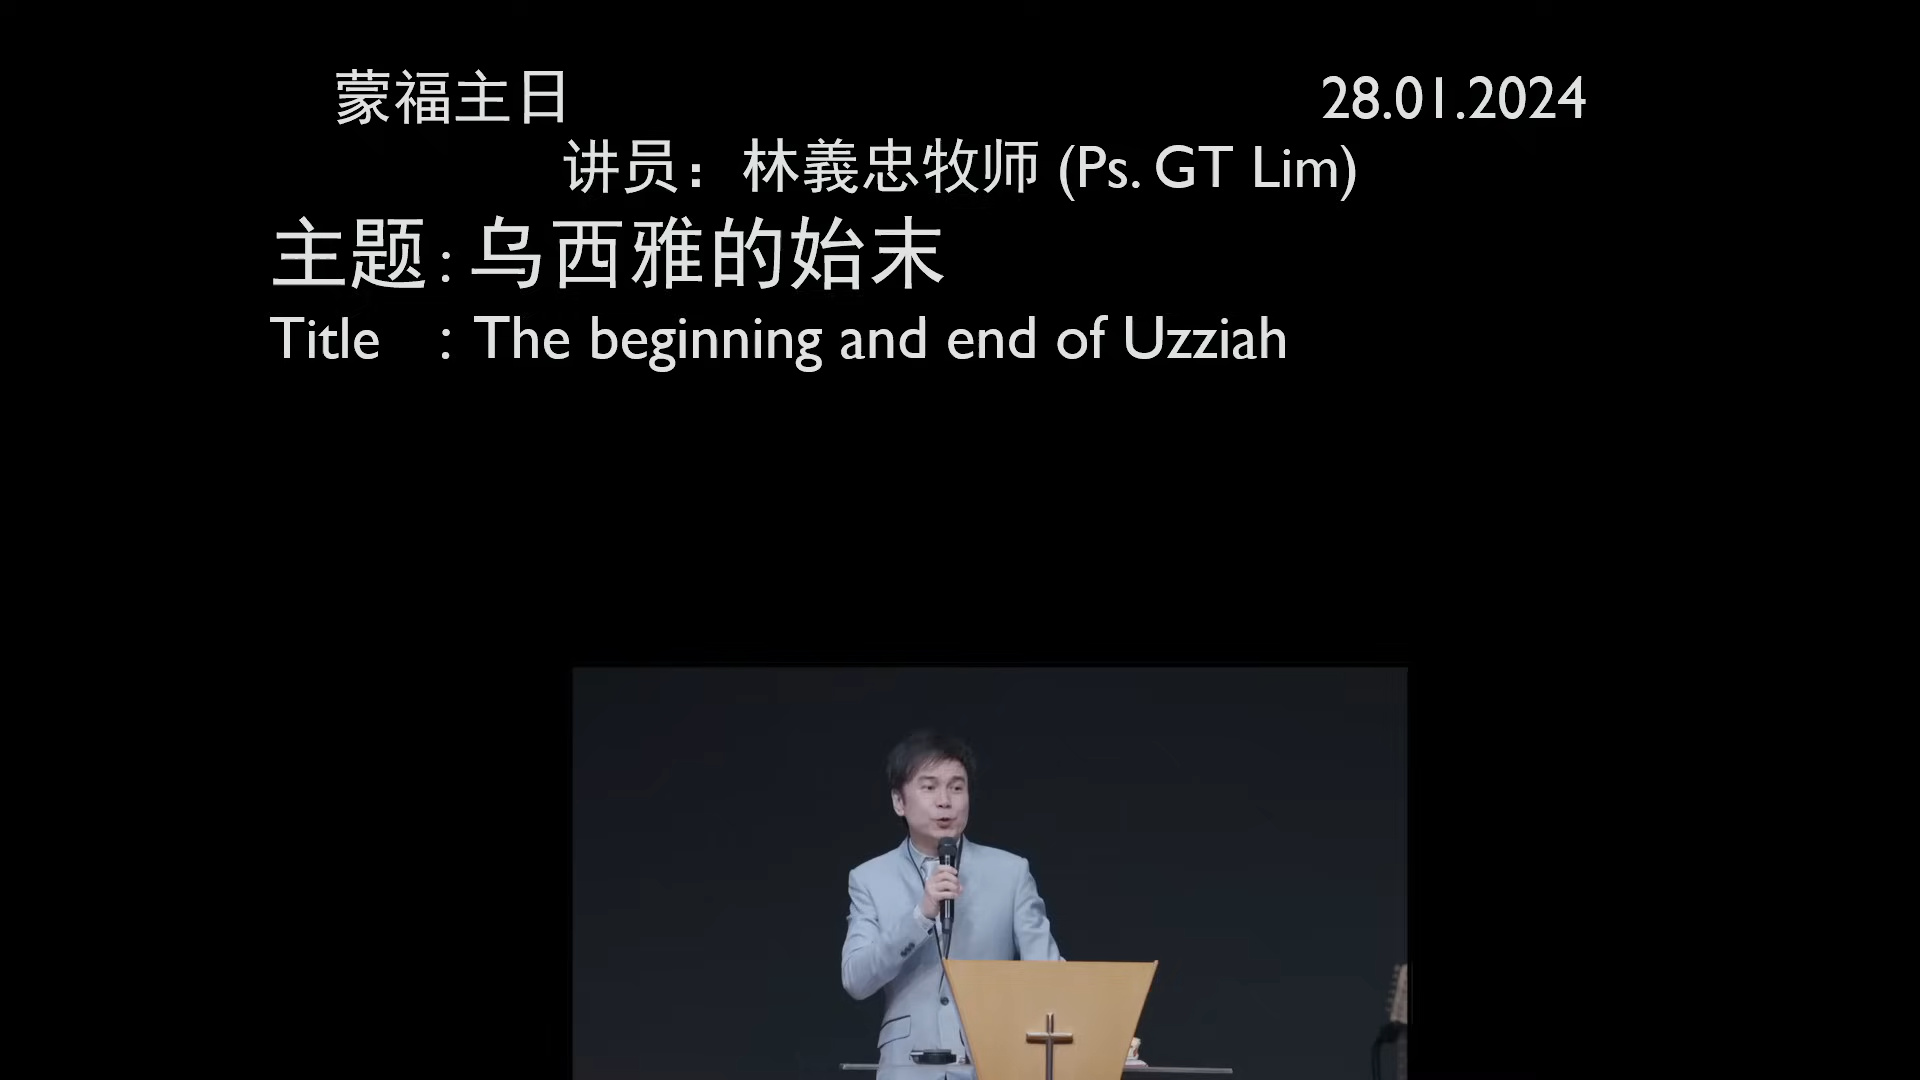 蒙福主日 28.01.2024
讲员：林義忠牧师 (Ps. GT Lim)
主题：乌西雅的始末
Title : The beginning and end of Uzziah